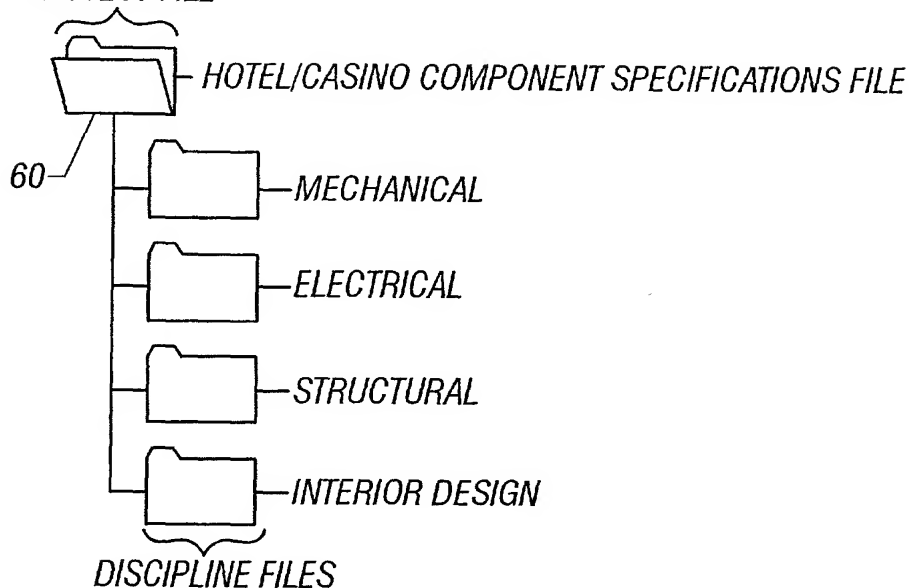 HOTEL/CASINO COMPONENT SPECIFICATIONS FILE
60
MECHANICAL
ELECTRICAL
STRUCTURAL
INTERIOR DESIGN
DISCIPLINE FILES